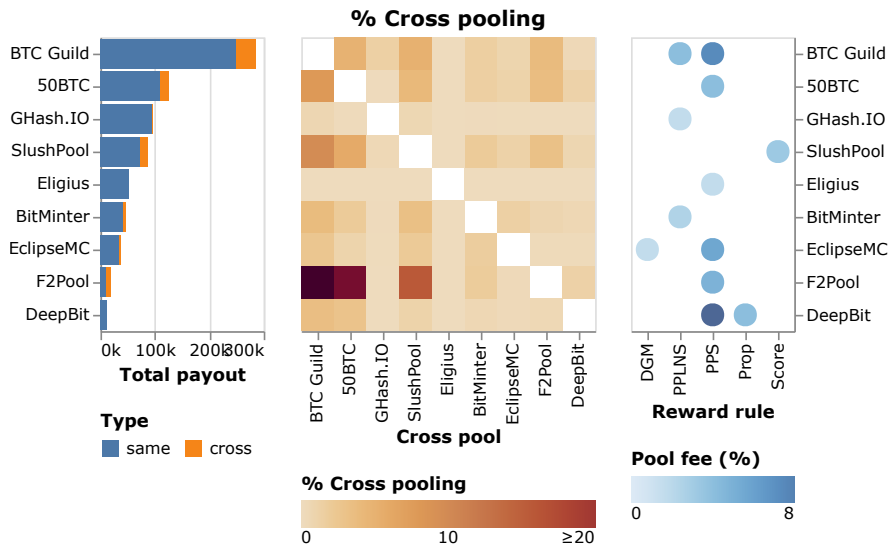 % Cross pooling
BTC Guild
50BTC
GHash.IO
SlushPool
Eligius
BitMinter
EclipseMC
F2Pool
DeepBit
0k
100k
200k
300k
Total payout
Type
same
cross
BTC Guild
50BTC
GHash.IO
SlushPool
Eligius
BitMinter
EclipseMC
F2Pool
DeepBit
Cross pool
% Cross pooling
0
10
≥20
BTC Guild
50BTC
GHash.IO
SlushPool
Eligius
BitMinter
EclipseMC
F2Pool
DeepBit
DGM
PPLNS
PPS
Prop
Score
Reward rule
Pool fee (%)
0
8